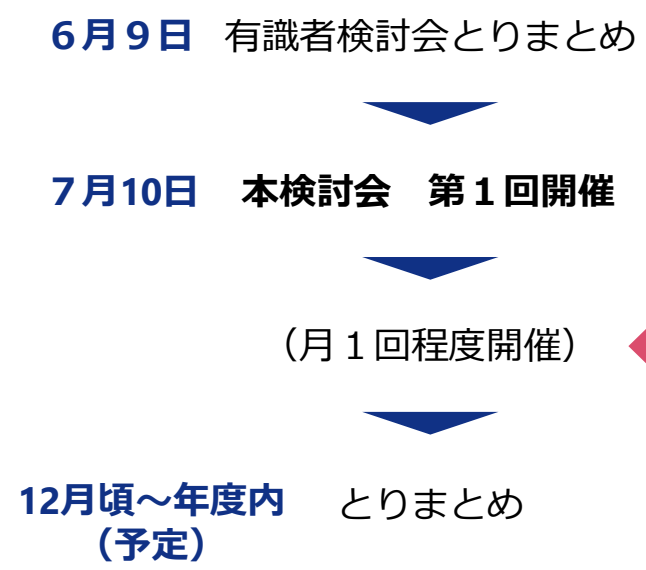 ６月９日　有識者検討会とりまとめ
７月10日　本検討会　第１回開催
（月１回程度開催）
12月頃～年度内　とりまとめ
（予定）